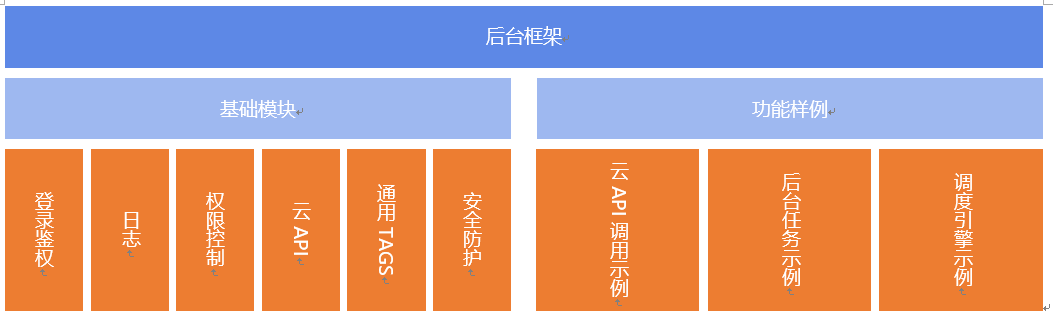 后台框架
基础模块
功能样例
登录鉴权
日志
权限控制
云 API
通用 TAGS
安全防护
云 API 调用示例
后台任务示例
调度引擎示例